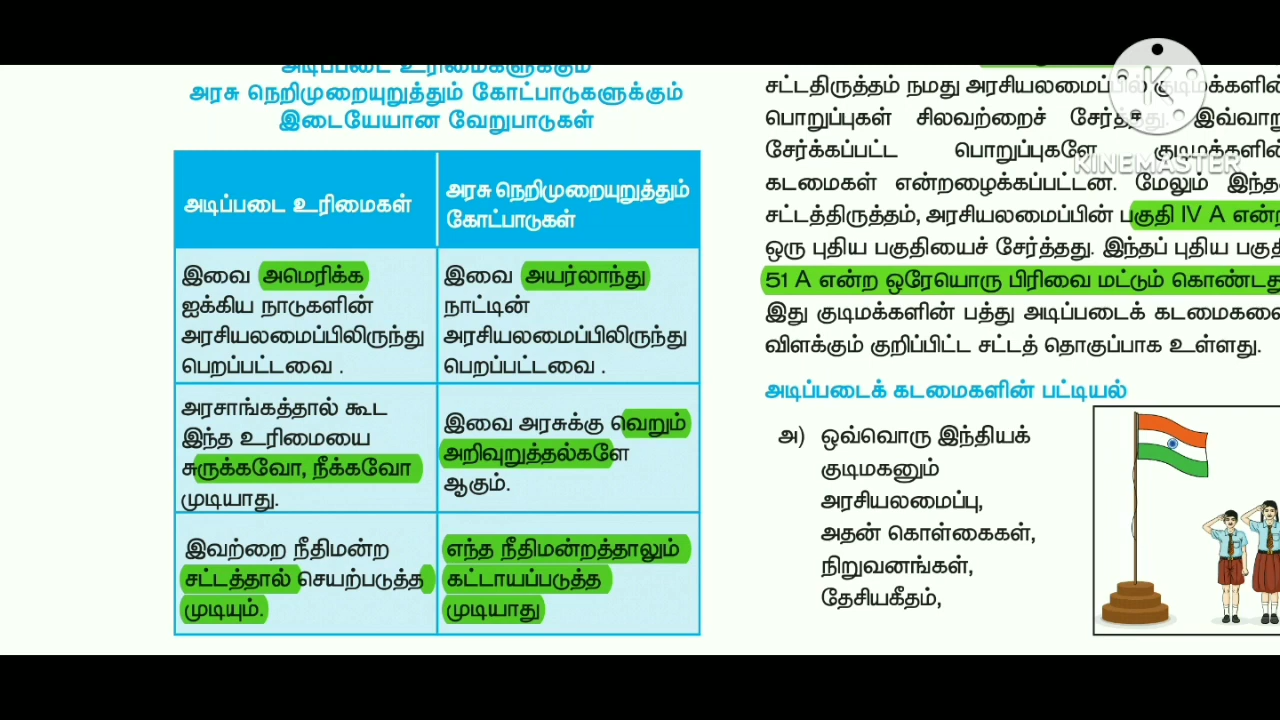 அடிப்படை உரிமைகளுக்கும்
அரசு நெறிமுறையுறுத்தும் கோட்பாடுகளுக்கும்
இடையேயான வேறுபாடுகள்
அடிப்படை உரிமைகள்
அரசு நெறிமுறையுறுத்தும்
கோட்பாடுகள்
இவை அமெரிக்க
ஐக்கிய நாடுகளின்
அரசியலமைப்பிலிருந்து
பெறப்பட்டவை .
இவை அயர்லாந்து
நாட்டின்
அரசியலமைப்பிலிருந்து
பெறப்பட்டவை .
அரசாங்கத்தால் கூட
இந்த உரிமையை
சுருக்கவோ, நீக்கவோ
முடியாது.
இவை அரசுக்கு வெறும்
அறிவுறுத்தல்களே
ஆகும்.
இவற்றை நீதிமன்ற
சட்டத்தால் செயற்படுத்த
முடியும்.
எந்த நீதிமன்றத்தாலும்
கட்டாயப்படுத்த
முடியாது
சட்டதிருத்தம் நமது அரசியலமைப்பில் குடிமக்களின்
பொறுப்புகள் சிலவற்றைச் சேர்த்தது. இவ்வாறு
சேர்க்கப்பட்ட பொறுப்புகளே குடிமக்களின்
கடமைகள் என்றழைக்கப்பட்டன. மேலும் இந்த
சட்டத்திருத்தம், அரசியலமைப்பின் பகுதி IV A என்ற
ஒரு புதிய பகுதியைச் சேர்த்தது. இந்தப் புதிய பகுதி
51 A என்ற ஒரேயொரு பிரிவை மட்டும் கொண்டது
இது குடிமக்களின் பத்து அடிப்படைக் கடமைகளை
விளக்கும் குறிப்பிட்ட சட்டத் தொகுப்பாக உள்ளது.
அடிப்படைக் கடமைகளின் பட்டியல்
அ) ஒவ்வொரு இந்தியக்
குடிமகனும்
அரசியலமைப்பு,
அதன் கொள்கைகள்,
நிறுவனங்கள்,
தேசியகீதம்,
K
KINEMASTER